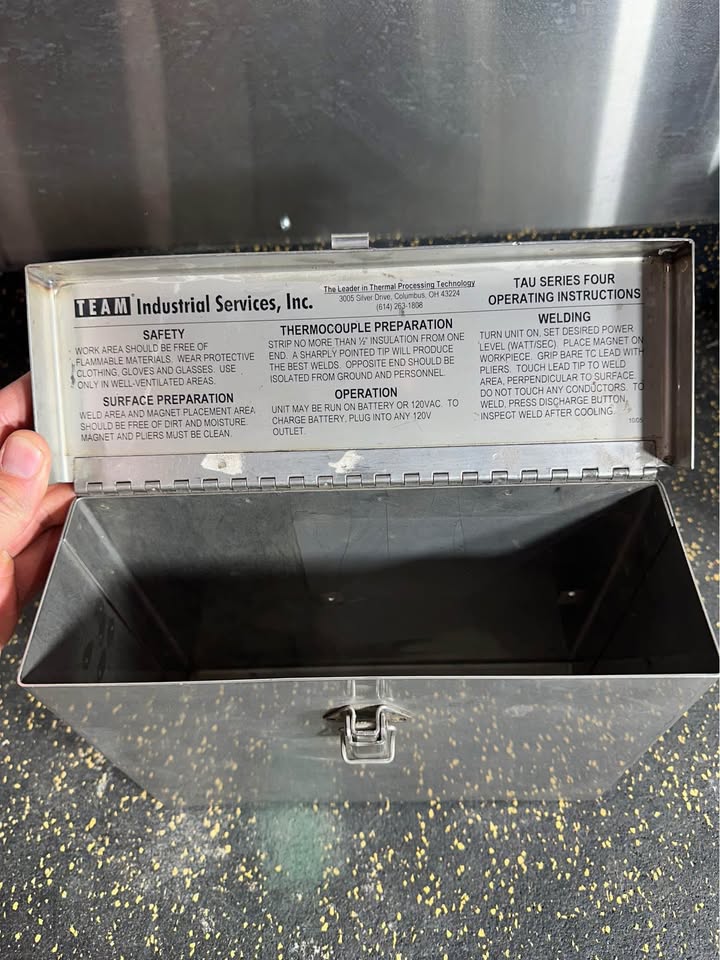 TEAM® Industrial Services, Inc.
The Leader in Thermal Processing Technology
3005 Silver Drive, Columbus, OH 43224
(614) 263-1808
SAFETY
WORK AREA SHOULD BE FREE OF
FLAMMABLE MATERIALS. WEAR PROTECTIVE
CLOTHING, GLOVES AND GLASSES. USE
ONLY IN WELL-VENTILATED AREAS.
SURFACE PREPARATION
WELD AREA AND MAGNET PLACEMENT AREA
SHOULD BE FREE OF DIRT AND MOISTURE.
MAGNET AND PLIERS MUST BE CLEAN.
THERMOCOUPLE PREPARATION
STRIP NO MORE THAN ½" INSULATION FROM ONE
END. A SHARPLY POINTED TIP WILL PRODUCE
THE BEST WELDS. OPPOSITE END SHOULD BE
ISOLATED FROM GROUND AND PERSONNEL.
OPERATION
UNIT MAY BE RUN ON BATTERY OR 120VAC. TO
CHARGE BATTERY, PLUG INTO ANY 120V
OUTLET.
TAU SERIES FOUR
OPERATING INSTRUCTIONS
WELDING
TURN UNIT ON, SET DESIRED POWER
LEVEL (WATT/SEC). PLACE MAGNET ON
WORKPIECE. GRIP BARE TC LEAD WITH
PLIERS. TOUCH LEAD TIP TO WELD
AREA, PERPENDICULAR TO SURFACE.
DO NOT TOUCH ANY CONDUCTORS. TO
WELD, PRESS DISCHARGE BUTTON.
INSPECT WELD AFTER COOLING.
10/05